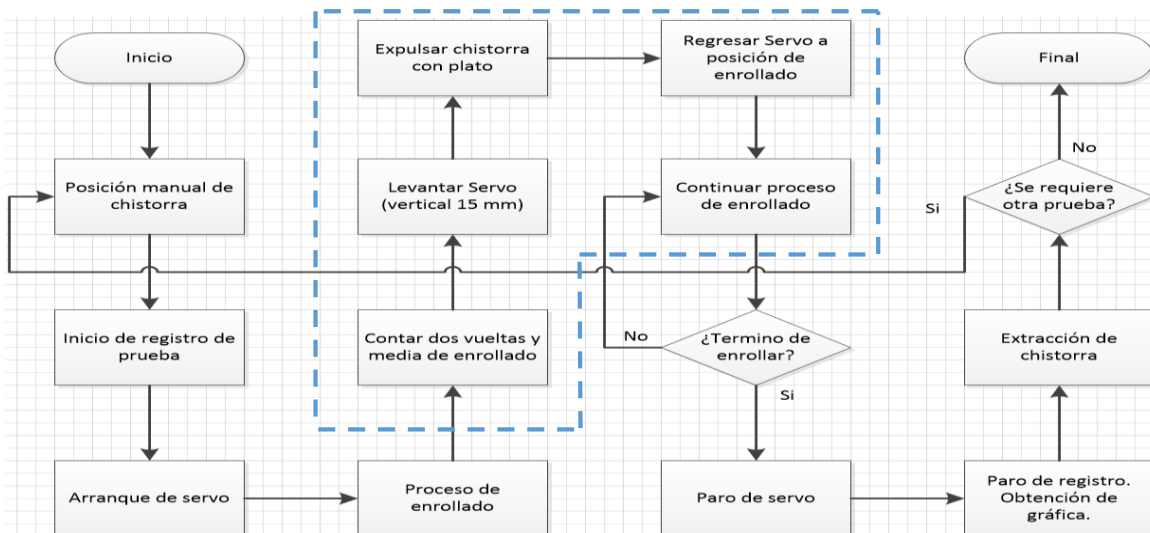 Inicio
Posición manual de
chistorra
Inicio de registro de
prueba
Arranque de servo
Proceso de
enrollado
Contar dos vueltas y
media de enrollado
Levantar Servo
(vertical 15 mm)
Expulsar chistorra
con plato
Regresar Servo a
posición de
enrollado
Continuar proceso
de enrollado
¿Termino de
enrollar?
No
Si
Paro de servo
Paro de registro.
Obtención de
gráfica.
Extracción de
chistorra
¿Se requiere
otra prueba?
Si
No
Final